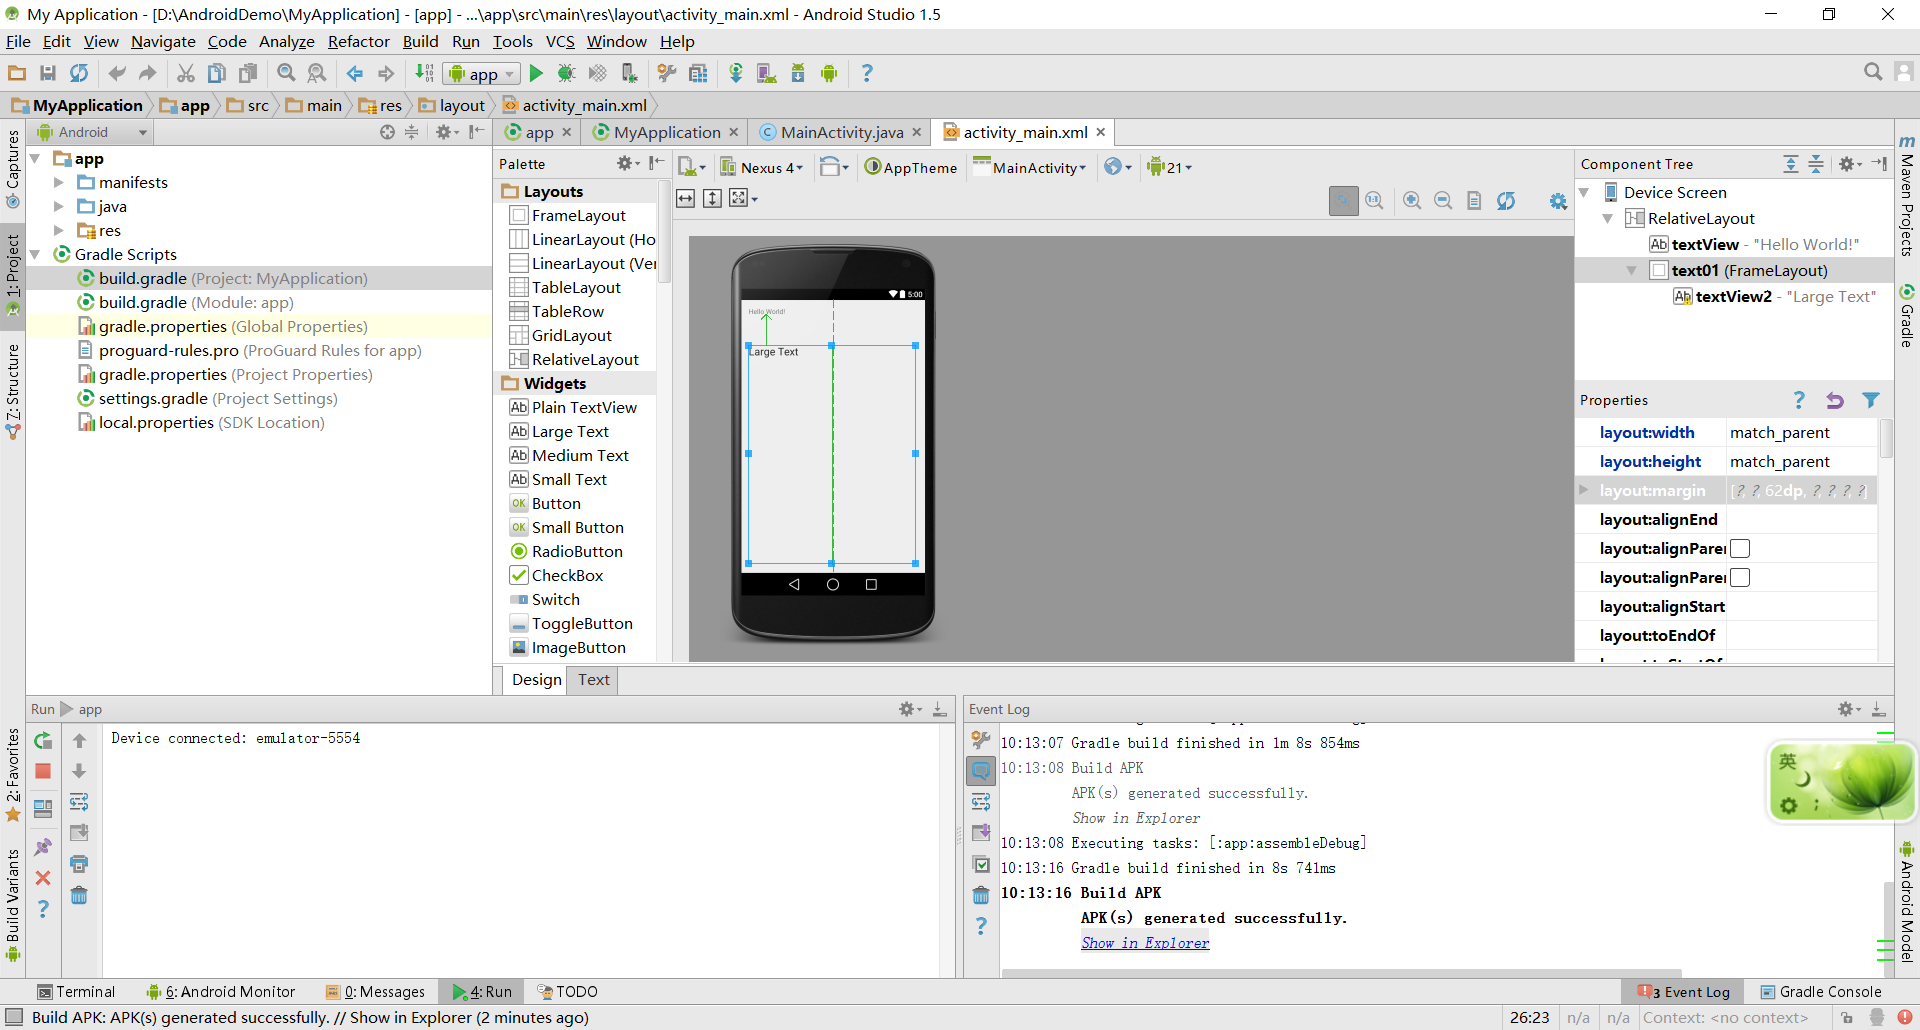 My Application - [D:\AndroidDemo\MyApplication] - [app] - ...\app\src\main\res\layout\activity_main.xml - Android Studio 1.5
File Edit View Navigate Code Analyze Refactor Build Run Tools VCS Window Help
app
MyApplication app src main res layout activity_main.xml
Android
app MyApplication MainActivity.java activity_main.xml
Captures
1: Project
7: Structure
2: Favorites
Build Variants
app
manifests
java
res
Gradle Scripts
build.gradle (Project: MyApplication)
build.gradle (Module: app)
gradle.properties (Global Properties)
proguard-rules.pro (ProGuard Rules for app)
gradle.properties (Project Properties)
settings.gradle (Project Settings)
local.properties (SDK Location)
Palette
Layouts
FrameLayout
LinearLayout (Ho
LinearLayout (Ver
TableLayout
TableRow
GridLayout
RelativeLayout
Widgets
Plain TextView
Large Text
Medium Text
Small Text
Button
Small Button
RadioButton
CheckBox
Switch
ToggleButton
ImageButton
Nexus 4 AppTheme MainActivity 21
5:00
Hello World!
Large Text
Design Text
Component Tree
Device Screen
RelativeLayout
textView - "Hello World!"
text01 (FrameLayout)
textView2 - "Large Text"
Properties
layout:width match_parent
layout:height match_parent
layout:margin [?, ?, 62dp, ?, ?, ?, ?]
layout:alignEnd
layout:alignParer
layout:alignParer
layout:alignStart
layout:toEndOf
Maven Projects
Gradle
Android Model
Run app
Device connected: emulator-5554
Event Log
10:13:07 Gradle build finished in 1m 8s 854ms
10:13:08 Build APK
APK(s) generated successfully.
Show in Explorer
10:13:08 Executing tasks: [:app:assembleDebug]
10:13:16 Gradle build finished in 8s 741ms
10:13:16 Build APK
APK(s) generated successfully.
Show in Explorer
英
Terminal 6: Android Monitor 0: Messages 4: Run TODO
3 Event Log Gradle Console
Build APK: APK(s) generated successfully. // Show in Explorer (2 minutes ago)
26:23 n/a n/a Context: <no context>